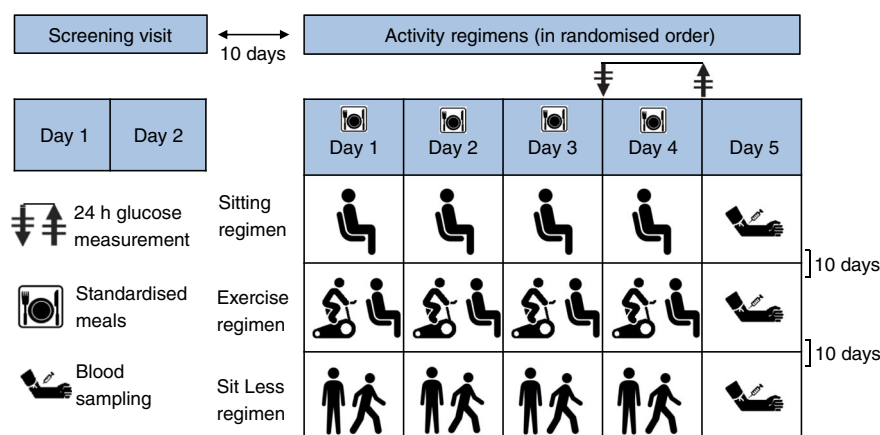 Screening visit
10 days
Activity regimens (in randomised order)
Day 1
Day 2
Day 1
Day 2
Day 3
Day 4
Day 5
24 h glucose
measurement
Standardised
meals
Blood
sampling
Sitting
regimen
10 days
Exercise
regimen
10 days
Sit Less
regimen